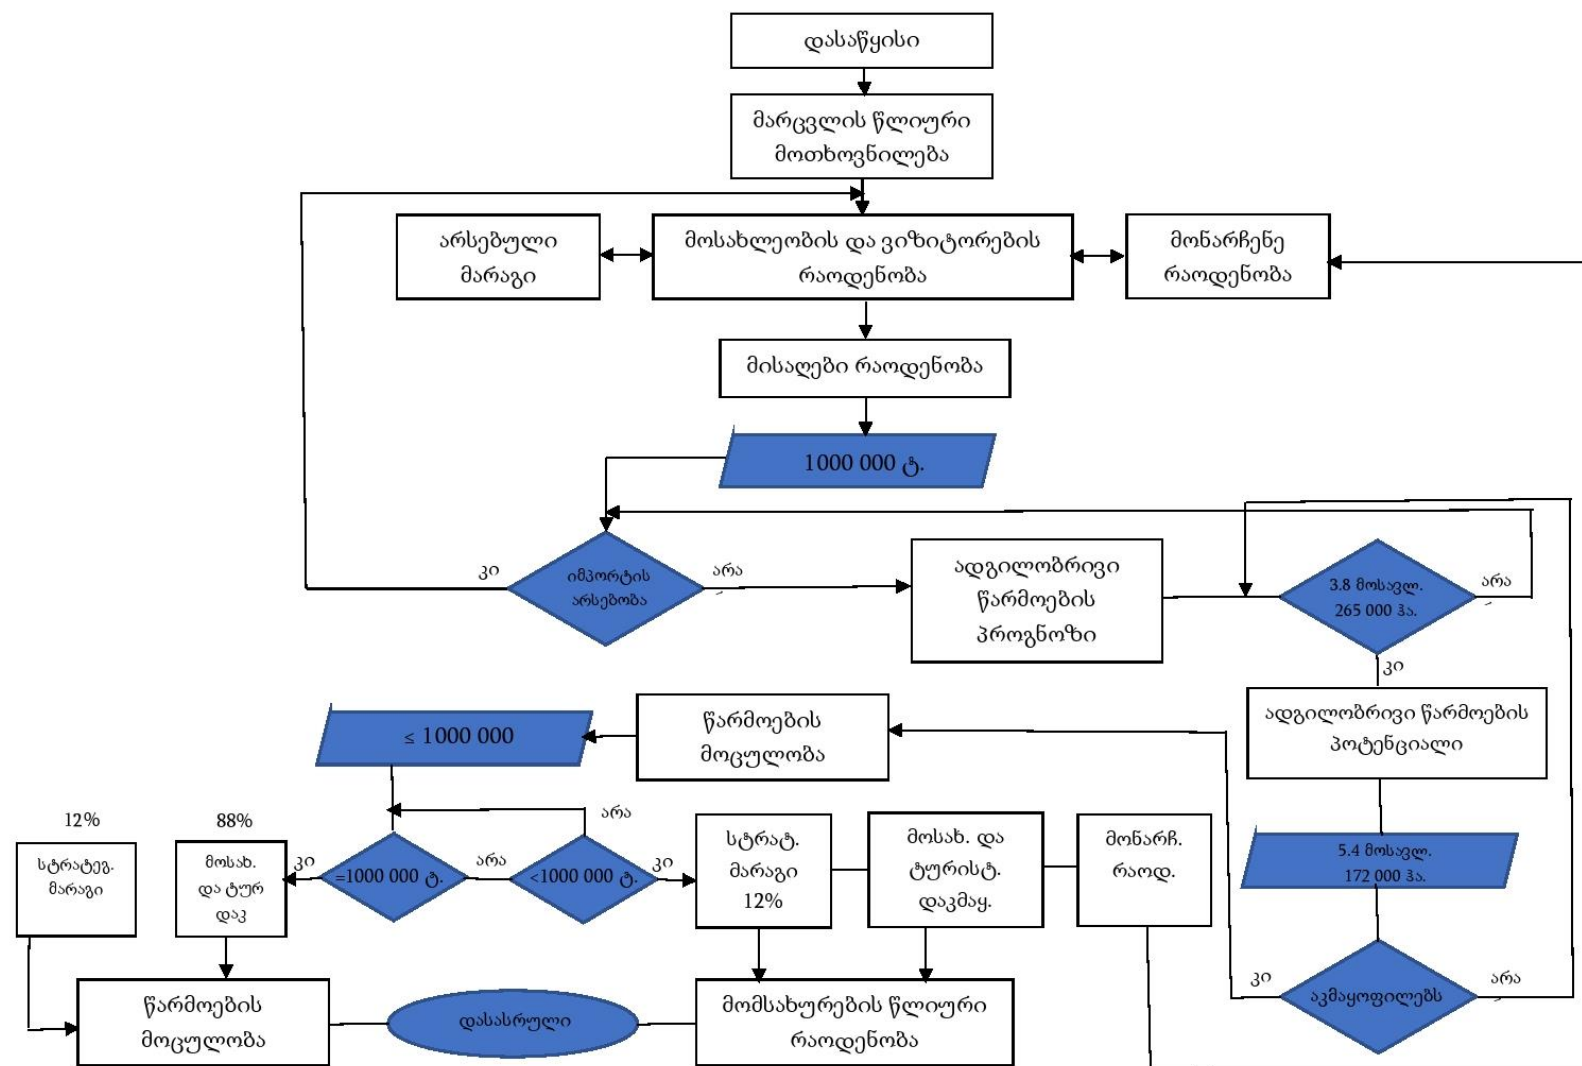 დასაწყისი
მარცვლის წლიური
მოთხოვნილება
არსებული
მარაგი
მოსახლეობის და ვიზიტორების
რაოდენობა
მონარჩენე
რაოდენობა
მისაღები რაოდენობა
1000 000 ტ.
კი
იმპორტის
არსებობა
არა
ადგილობრივი
წარმოების
პროგნოზი
3.8 მოსავლ.
265 000 ჰა.
არა
კი
ადგილობრივი წარმოების
პოტენციალი
წარმოების
მოცულობა
≤ 1000 000
5.4 მოსავლ.
172 000 ჰა.
12%
სტრატეგ.
მარაგი
88%
მოსახ.
და ტურ
დაკ
კი
=1000 000 ტ.
არა
<1000 000 ტ.
არა
კი
სტრატ.
მარაგი
12%
მოსახ. და
ტურისტ.
დაკმაყ.
მონარჩ.
რაოდ.
კი
აკმაყოფილებს
არა
წარმოების
მოცულობა
დასასრული
მომსახურების წლიური
რაოდენობა